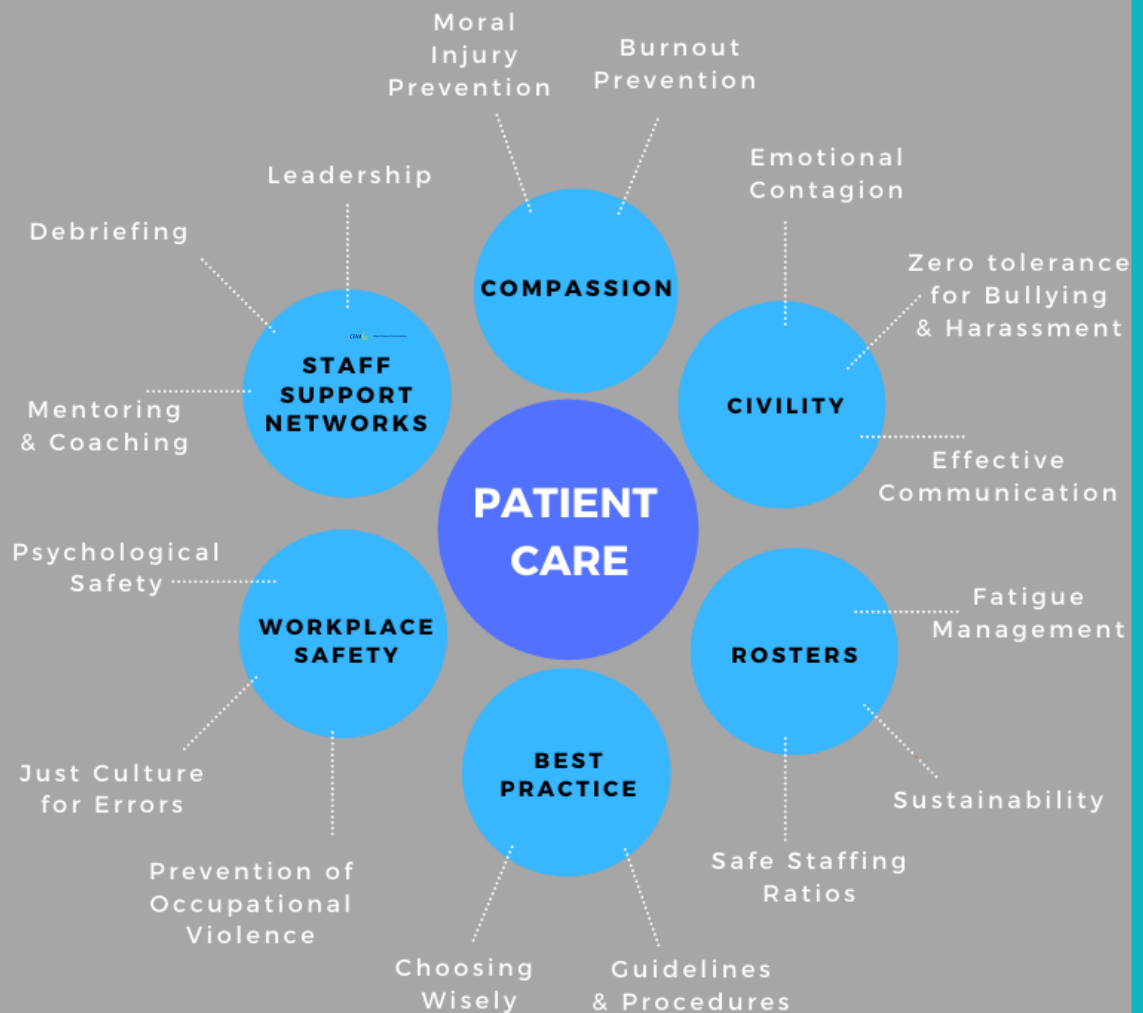 Moral
Injury
Prevention
Burnout
Prevention
Emotional
Contagion
Leadership
Debriefing
Zero tolerance
for Bullying
& Harassment
COMPASSION
STAFF
SUPPORT
NETWORKS
CIVILITY
Mentoring
& Coaching
Effective
Communication
PATIENT
CARE
Psychological
Safety
Fatigue
Management
WORKPLACE
SAFETY
ROSTERS
BEST
PRACTICE
Just Culture
for Errors
Sustainability
Prevention of
Occupational
Violence
Safe Staffing
Ratios
Choosing
Wisely
Guidelines
& Procedures